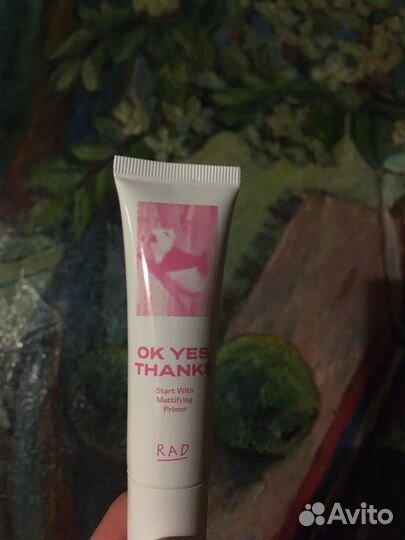 OK YES,
THANKS
Start With
Mattifying
Primer
RAD
Avito